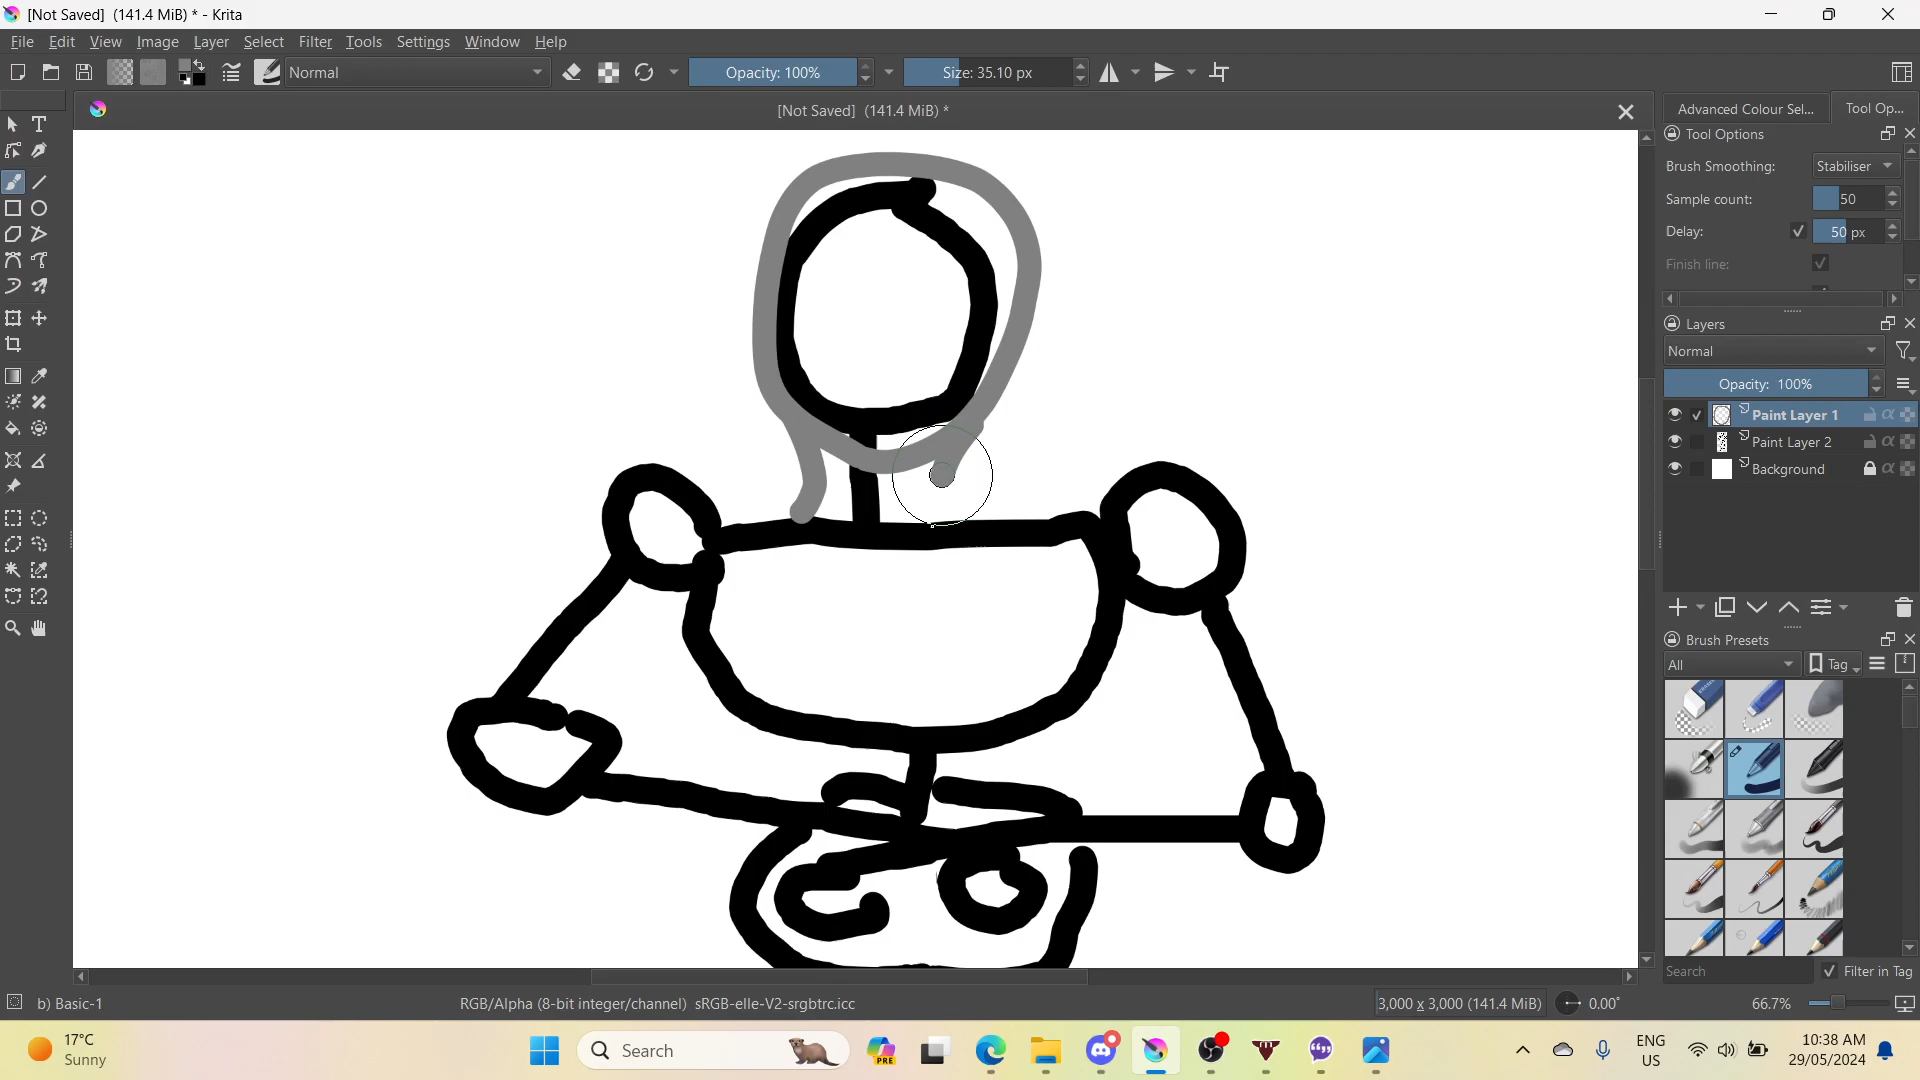 [Not Saved]  (141.4 MiB) * - Krita
File Edit View Image Layer Select Filter Tools Settings Window Help
Normal Opacity: 100% Size: 35.10 px
[Not Saved]  (141.4 MiB) *
Advanced Colour Sel... Tool Op...
Tool Options
Brush Smoothing: Stabiliser
Sample count: 50
Delay: 50 px
Finish line:
Layers
Normal
Opacity: 100%
Paint Layer 1
Paint Layer 2
Background
Brush Presets
All Tag
Search Filter in Tag
b) Basic-1 RGB/Alpha (8-bit integer/channel) sRGB-elle-V2-srgbtrc.icc 3,000 x 3,000 (141.4 MiB) 0.00° 66.7%
17°C
Sunny
Search
PRE
ENG
US
10:38 AM
29/05/2024